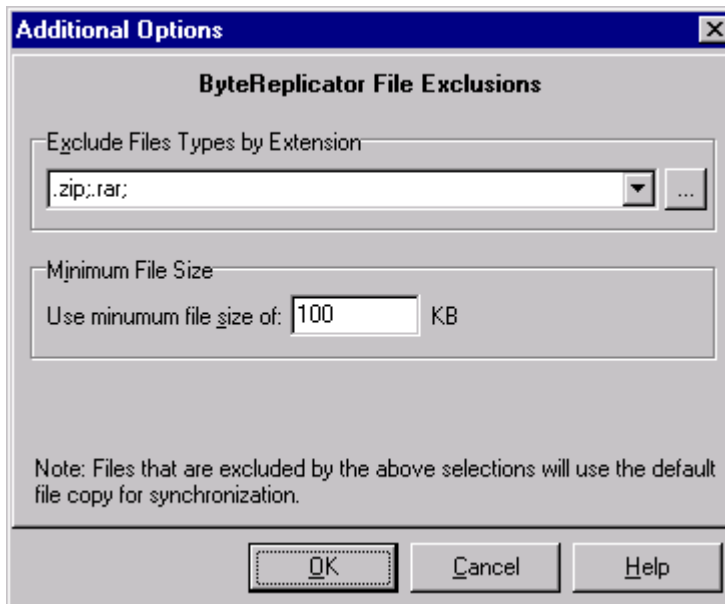 Additional Options
ByteReplicator File Exclusions
Exclude Files Types by Extension
.zip;.rar;
...
Minimum File Size
Use minumum file size of: 100 KB
Note: Files that are excluded by the above selections will use the default
file copy for synchronization.
OK Cancel Help